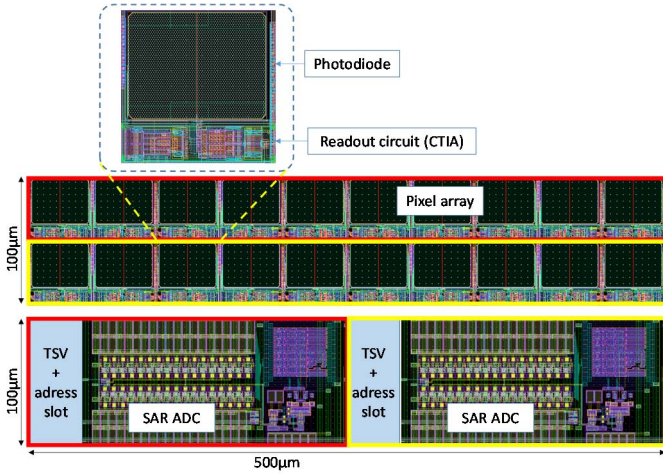 Photodiode
Readout circuit (CTIA)
Pixel array
100µm
TSV
+
adress
slot
SAR ADC
TSV
+
adress
slot
SAR ADC
100µm
500µm